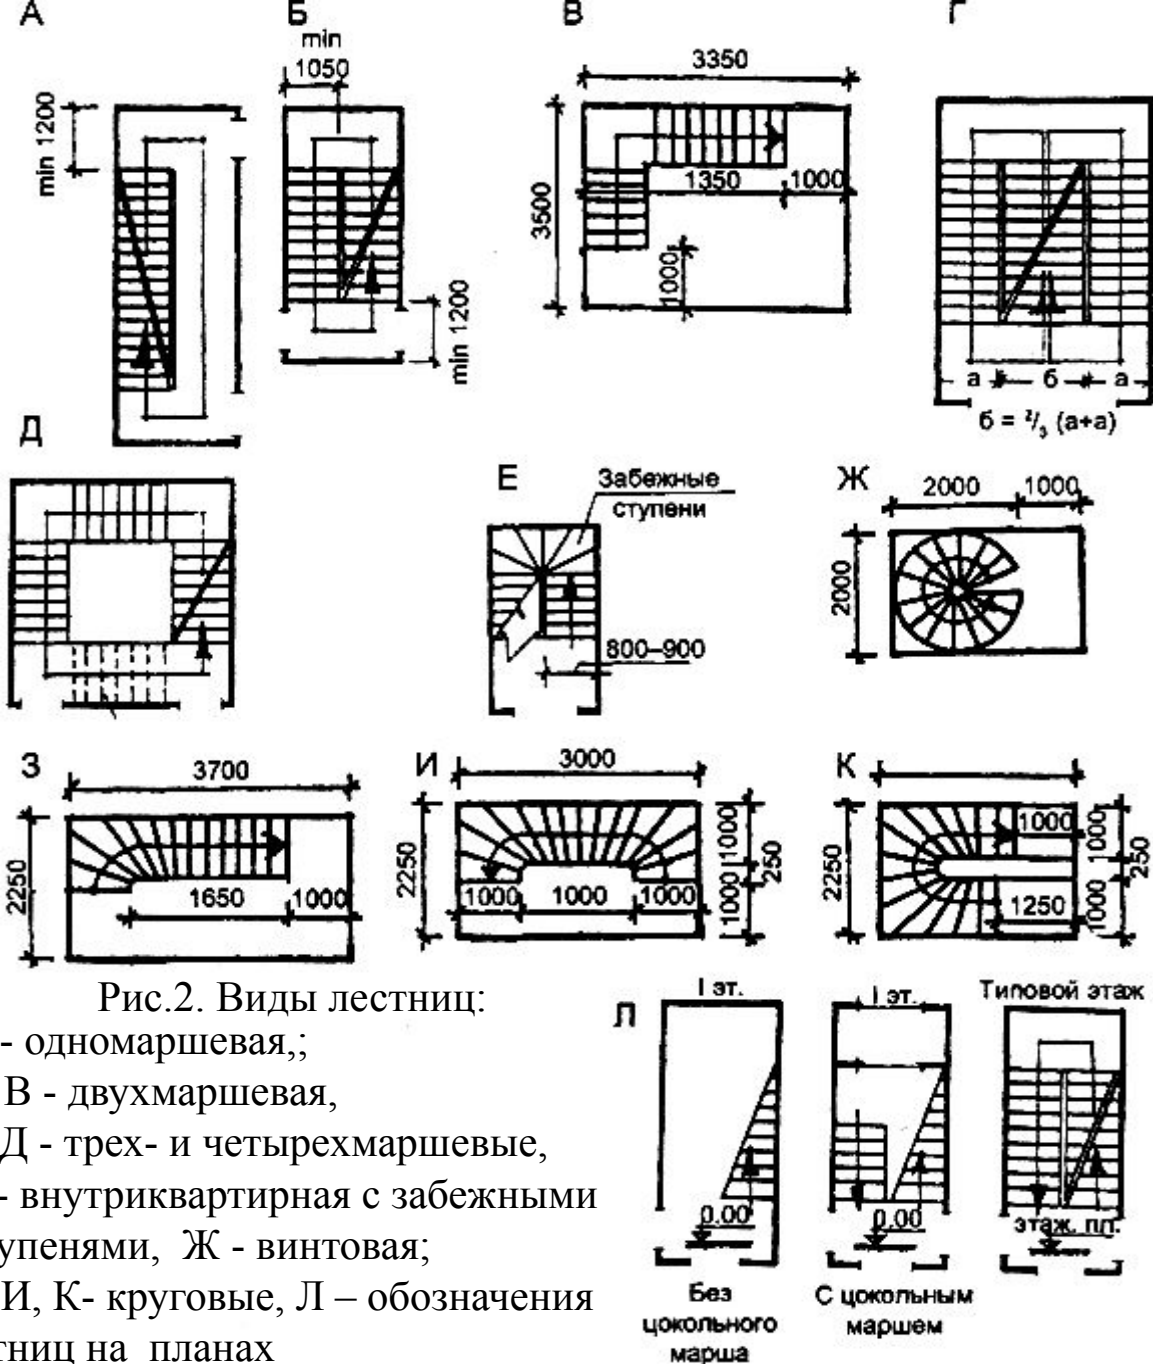 А
Б
В
Г
min
1050
min 1200
min 1200
3350
3500
1350
1000
1000
а
б
а
б = ²/₃ (а+а)
Д
Е
Забежные
ступени
800–900
Ж
2000
1000
2000
З
3700
2250
1650
1000
И
3000
2250
1000
1000
1000
1000
250
1000
К
2250
1000
1250
1000
250
1000
Рис.2. Виды лестниц:
- одномаршевая,;
В - двухмаршевая,
Д - трех- и четырехмаршевые,
- внутриквартирная с забежными
упенями, Ж - винтовая;
И, К- круговые, Л – обозначения
тниц на планах
Л
I эт.
0.00
Без
цокольного
марша
I эт.
0.00
С цокольным
маршем
Типовой этаж
этаж. пл.